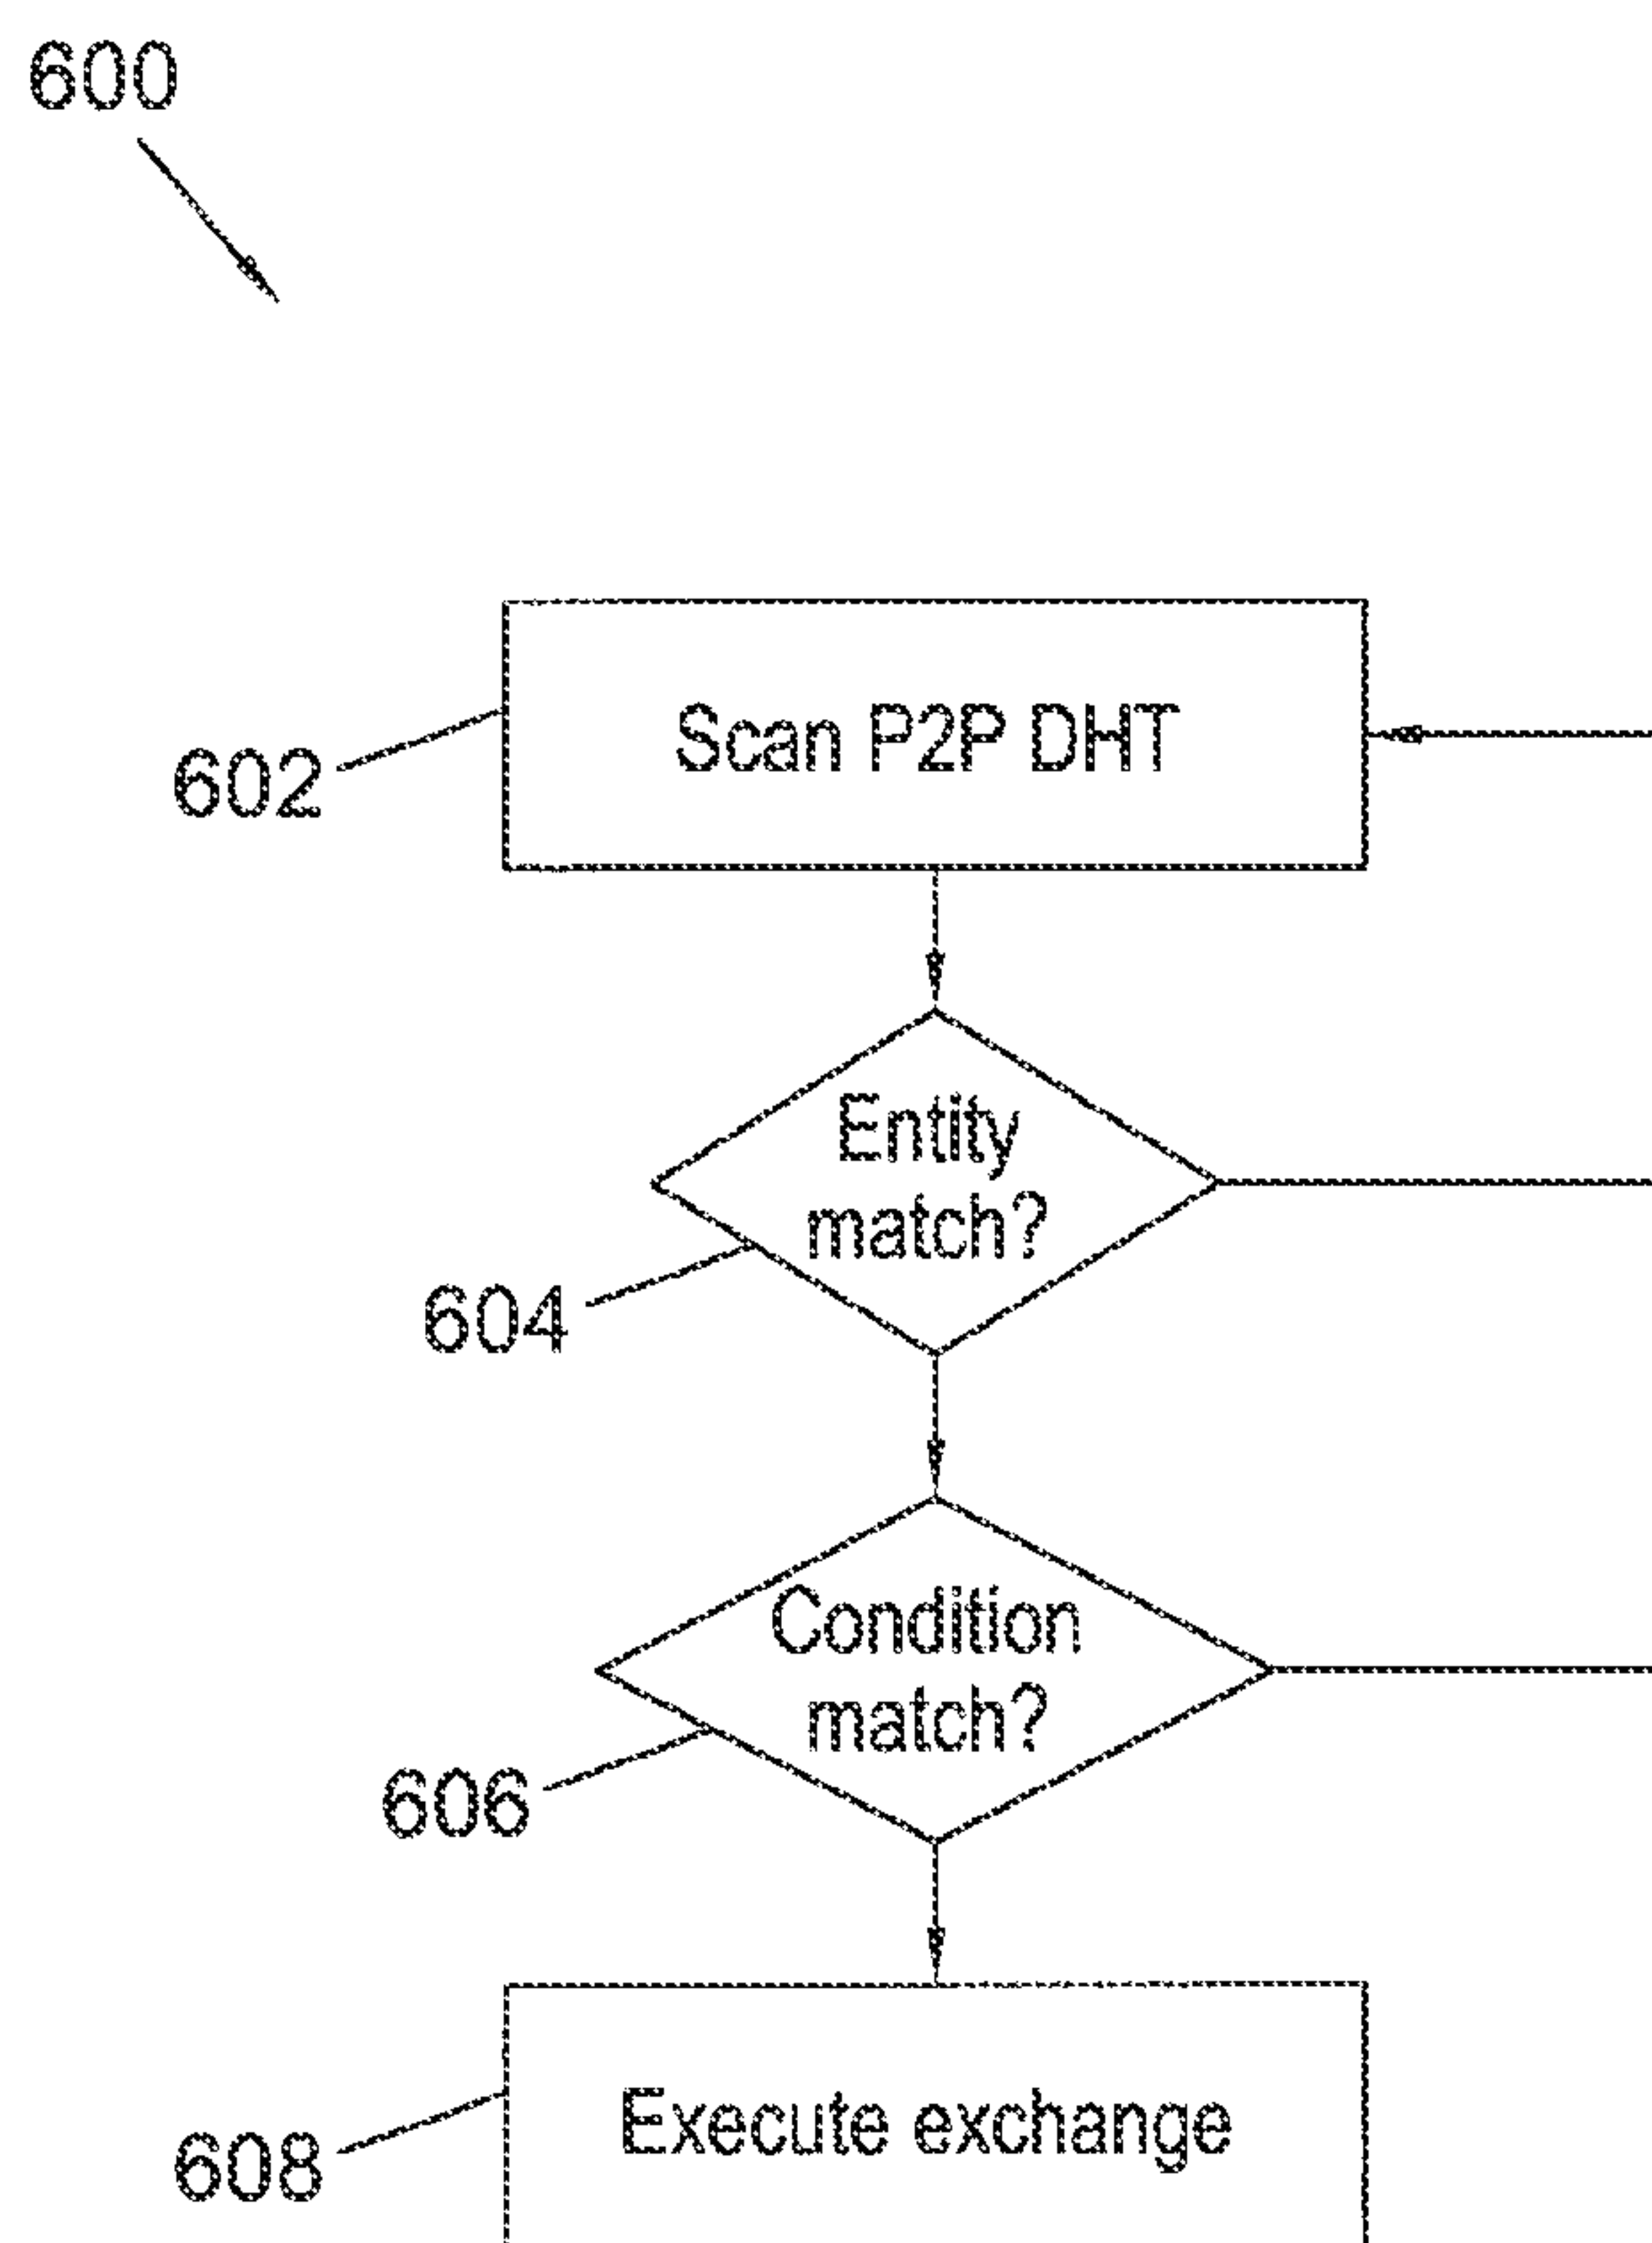 600
Scan P2P DHT
602
Entity
match?
604
Condition
match?
606
Execute exchange
608